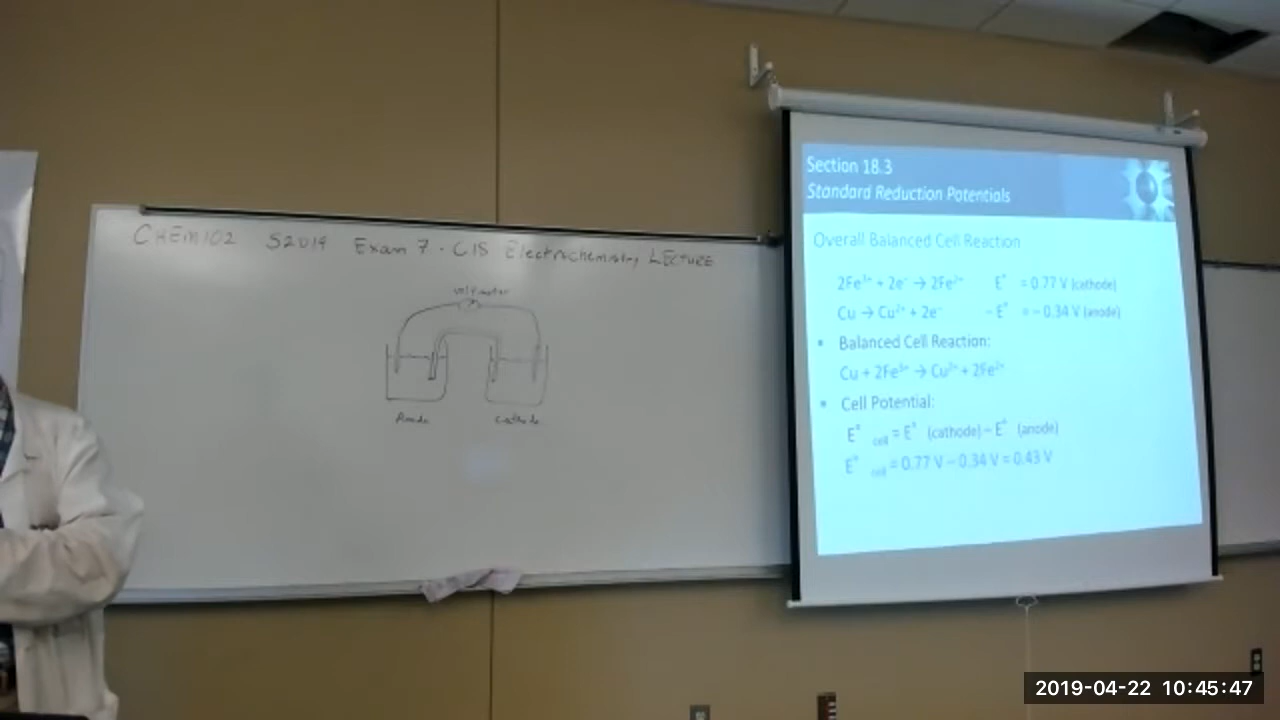 CHEM102 S2019 Exam 7 - C18 Electrochemistry LECTURE
voltmeter
Anode Cathode
Section 18.3
Standard Reduction Potentials
Overall Balanced Cell Reaction
2Fe³⁺ + 2e⁻ → 2Fe²⁺ E° = 0.77 V (cathode)
Cu → Cu²⁺ + 2e⁻ – E° = – 0.34 V (anode)
▪ Balanced Cell Reaction:
Cu + 2Fe³⁺ → Cu²⁺ + 2Fe²⁺
▪ Cell Potential:
E° cell = E° (cathode) – E° (anode)
E° cell = 0.77 V – 0.34 V = 0.43 V
2019-04-22 10:45:47